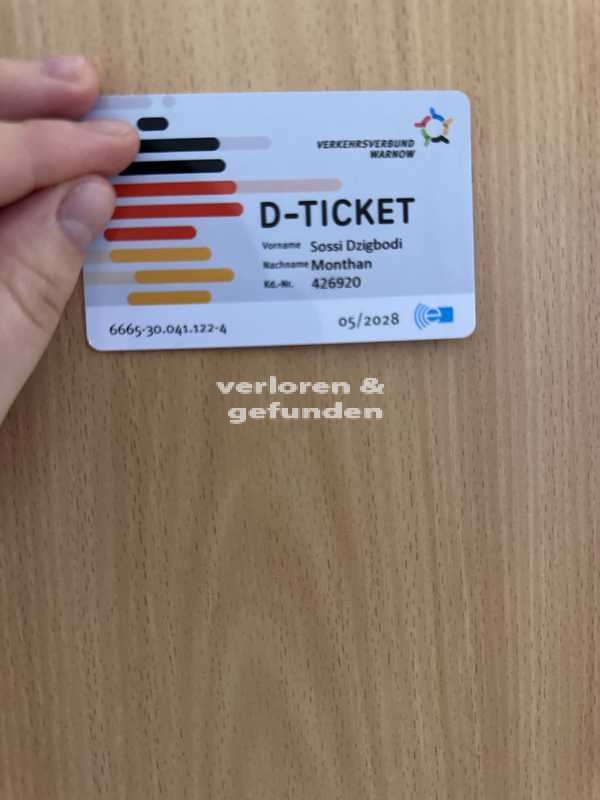 VERKEHRSVERBUND
WARNOW
D-TICKET
Vorname Sossi Dzigbodi
Nachname Monthan
Kd.-Nr. 426920
6665-30.041.122-4 05/2028 e
verloren &
gefunden